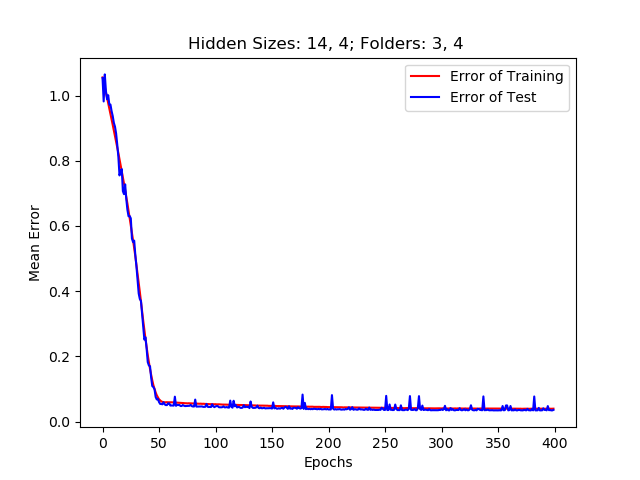 Hidden Sizes: 14, 4; Folders: 3, 4
Error of Training
Error of Test
Mean Error
1.0
0.8
0.6
0.4
0.2
0.0
0 50 100 150 200 250 300 350 400
Epochs